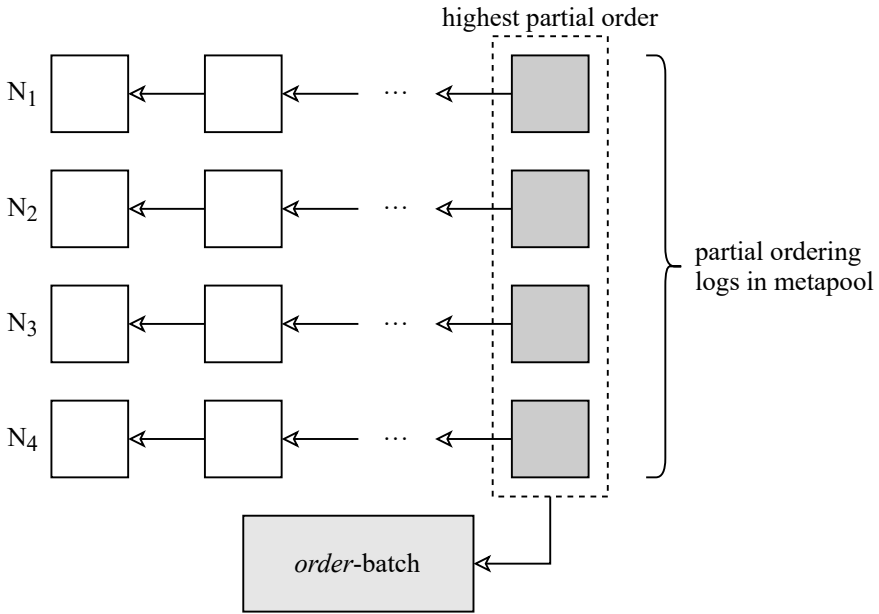 highest partial order
N1 ...
N2 ...
partial ordering
logs in metapool
N3 ...
N4 ...
order-batch